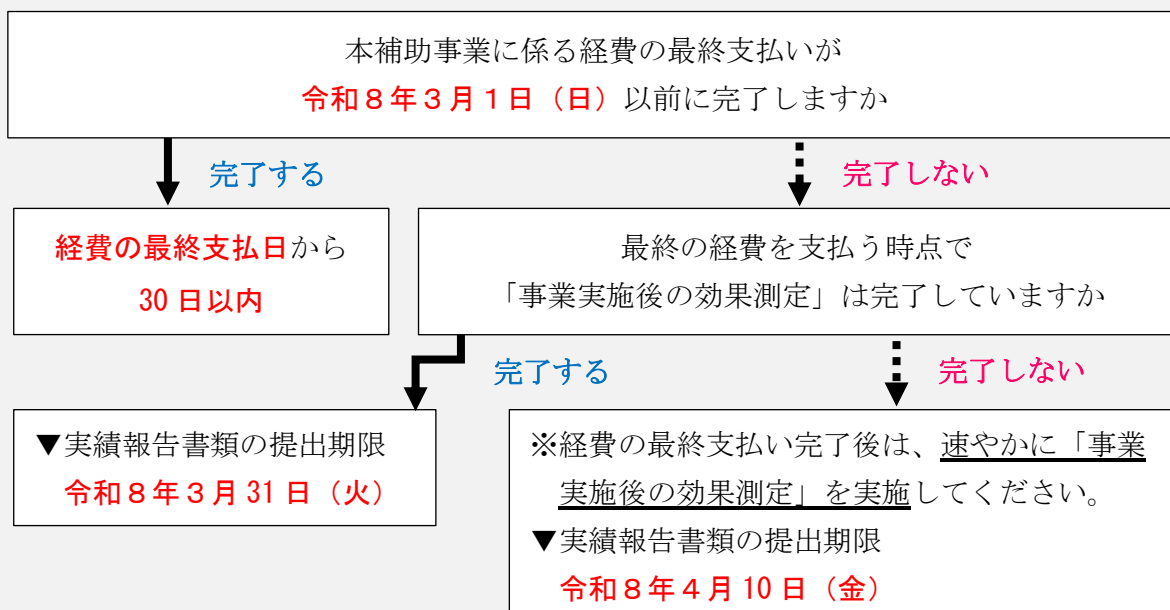 本補助事業に係る経費の最終支払いが
令和８年３月１日（日）以前に完了しますか
完了する
完了しない
経費の最終支払日から
30日以内
最終の経費を支払う時点で
「事業実施後の効果測定」は完了していますか
完了する
完了しない
▼実績報告書類の提出期限
令和８年３月31日（火）
※経費の最終支払い完了後は、速やかに「事業
実施後の効果測定」を実施してください。
▼実績報告書類の提出期限
令和８年４月10日（金）